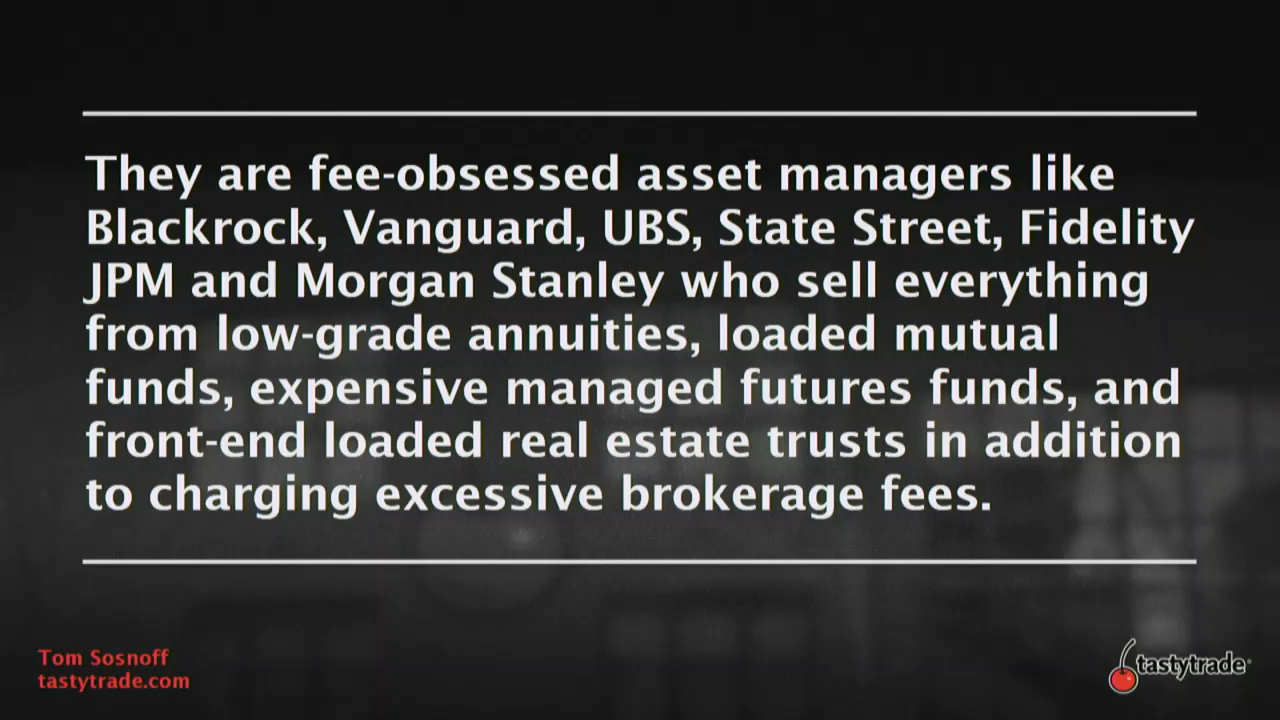 They are fee-obsessed asset managers like
Blackrock, Vanguard, UBS, State Street, Fidelity
JPM and Morgan Stanley who sell everything
from low-grade annuities, loaded mutual
funds, expensive managed futures funds, and
front-end loaded real estate trusts in addition
to charging excessive brokerage fees.
Tom Sosnoff
tastytrade.com
tastytrade